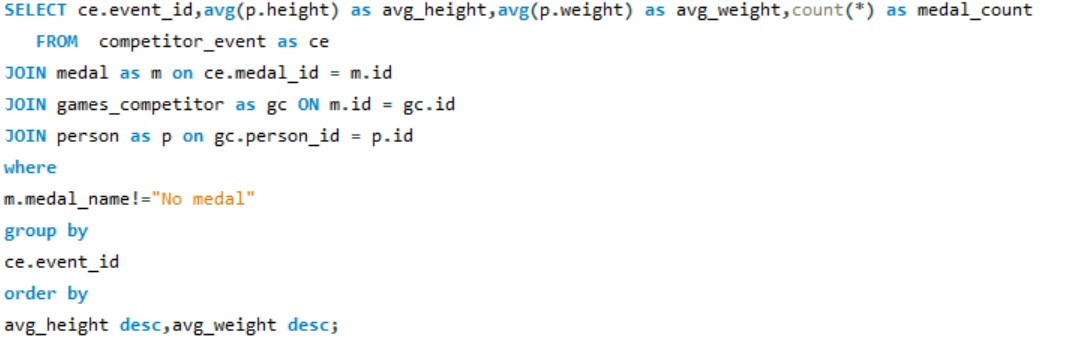 SELECT ce.event_id,avg(p.height) as avg_height,avg(p.weight) as avg_weight,count(*) as medal_count
FROM  competitor_event as ce
JOIN medal as m on ce.medal_id = m.id
JOIN games_competitor as gc ON m.id = gc.id
JOIN person as p on gc.person_id = p.id
where
m.medal_name!="No medal"
group by
ce.event_id
order by
avg_height desc,avg_weight desc;